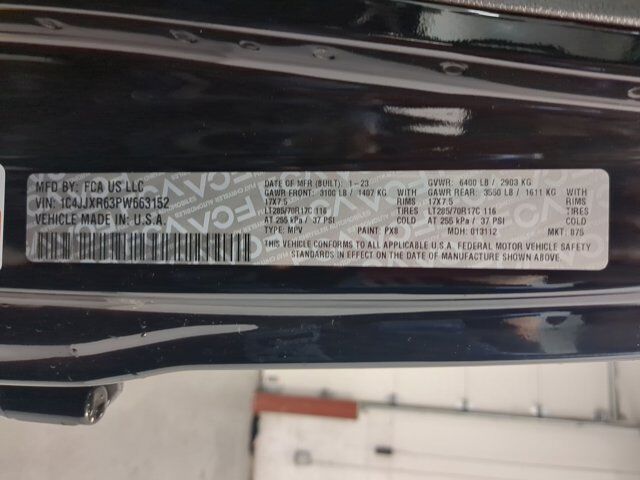 MFD BY: FCA US LLC
VIN: 1C4JJXR63PW663152
VEHICLE MADE IN: U.S.A.
DATE OF MFR (BUILT): 1-23 GVWR: 6400 LB / 2903 KG
GAWR FRONT: 3100 LB / 1407 KG GAWR REAR: 3550 LB / 1611 KG
17X7.5 RIMS 17X7.5 RIMS
LT285/70R17C 116 TIRES LT285/70R17C 116 TIRES
AT 255 kPa / 37 PSI COLD AT 255 kPa / 37 PSI COLD
TYPE: MPV PAINT: PX8 MDH: 013112 MKT: 075
THIS VEHICLE CONFORMS TO ALL APPLICABLE U.S.A. FEDERAL MOTOR VEHICLE SAFETY
STANDARDS IN EFFECT ON THE DATE OF MANUFACTURE SHOWN ABOVE.